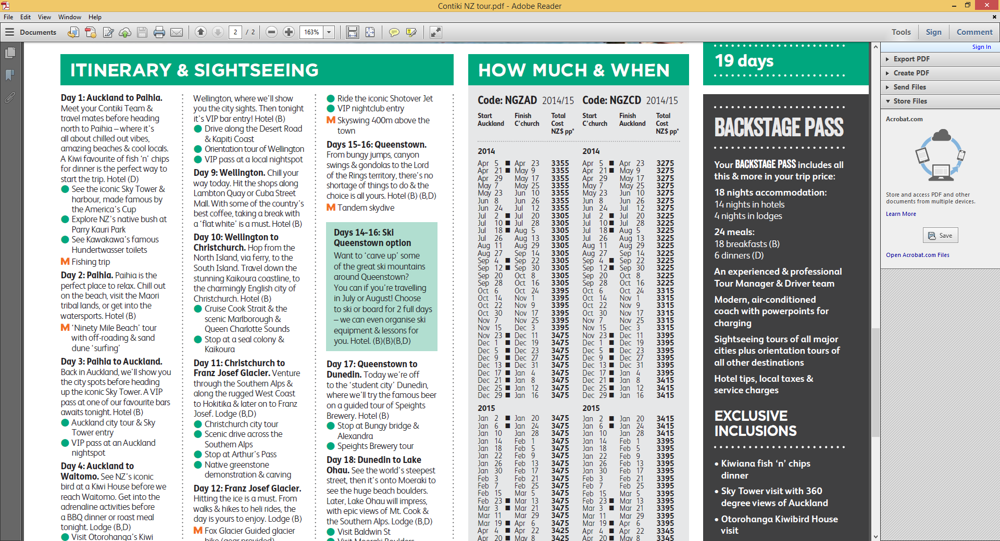 Contiki NZ tour.pdf - Adobe Reader
File Edit View Window Help
Documents
2 / 2
163%
Tools Sign Comment
ITINERARY & SIGHTSEEING
Day 1: Auckland to Paihia.
Meet your Contiki Team &
travel mates before heading
north to Paihia – where it's
all about chilled out vibes,
amazing beaches & cool locals.
A Kiwi favourite of fish 'n' chips
for dinner is the perfect way to
start the trip. Hotel (D)
See the iconic Sky Tower &
harbour, made famous by
the America's Cup
Explore NZ's native bush at
Parry Kauri Park
See Kawakawa's famous
Hundertwasser toilets
M Fishing trip
Day 2: Paihia. Paihia is the
perfect place to relax. Chill out
on the beach, visit the Maori
tribal lands, or get into the
watersports. Hotel (B)
M 'Ninety Mile Beach' tour
with off-roading & sand
dune 'surfing'
Day 3: Paihia to Auckland.
Back in Auckland, we'll show you
the city spots before heading
up the iconic Sky Tower. A VIP
pass at one of our favourite bars
awaits tonight. Hotel (B)
Auckland city tour & Sky
Tower entry
VIP pass at an Auckland
nightspot
Day 4: Auckland to
Waitomo. See NZ's iconic
bird at a Kiwi House before we
reach Waitomo. Get into the
adrenaline activities before
a BBQ dinner or roast meal
tonight. Lodge (B,D)
Visit Otorohanga's Kiwi
Wellington, where we'll show
you the city sights. Then tonight
it's VIP bar entry! Hotel (B)
Drive along the Desert Road
& Kapiti Coast
Orientation tour of Wellington
VIP pass at a local nightspot
Day 9: Wellington. Chill your
way today. Hit the shops along
Lambton Quay or Cuba Street
Mall. With some of the country's
best coffee, taking a break with
a 'flat white' is a must. Hotel (B)
Day 10: Wellington to
Christchurch. Hop from the
North Island, via ferry, to the
South Island. Travel down the
stunning Kaikoura coastline, to
the charmingly English city of
Christchurch. Hotel (B)
Cruise Cook Strait & the
scenic Marlborough &
Queen Charlotte Sounds
Stop at a seal colony &
Kaikoura
Day 11: Christchurch to
Franz Josef Glacier. Venture
through the Southern Alps &
along the rugged West Coast
to Hokitika & later on to Franz
Josef. Lodge (B,D)
Christchurch city tour
Scenic drive across the
Southern Alps
Stop at Arthur's Pass
Native greenstone
demonstration & carving
Day 12: Franz Josef Glacier.
Hitting the ice is a must. From
walks & hikes to heli rides, the
day is yours to enjoy. Lodge (B)
M Fox Glacier Guided glacier
hike (gear provided)
Ride the iconic Shotover Jet
VIP nightclub entry
M Skyswing 400m above the
town
Days 15-16: Queenstown.
From bungy jumps, canyon
swings & gondolas to the Lord
of the Rings territory, there's no
shortage of things to do & the
choice is all yours. Hotel (B) (B,D)
M Tandem skydive
Days 14-16: Ski
Queenstown option
Want to 'carve up' some
of the great ski mountains
around Queenstown?
You can if you're travelling
in July or August! Choose
to ski or board for 2 full days
– we can even organise ski
equipment & lessons for
you. Hotel. (B)(B)(B,D)
Day 17: Queenstown to
Dunedin. Today we're off
to the 'student city' Dunedin,
where we'll try the famous beer
on a guided tour of Speights
Brewery. Hotel (B)
Stop at Bungy bridge &
Alexandra
Speights Brewery tour
Day 18: Dunedin to Lake
Ohau. See the world's steepest
street, then it's onto Moeraki to
see the huge beach boulders.
Later, Lake Ohau will impress,
with epic views of Mt. Cook &
the Southern Alps. Lodge (B,D)
Visit Baldwin St
Visit Moeraki Boulders
HOW MUCH & WHEN
Code: NGZAD 2014/15 Code: NGZCD 2014/15
Start Finish Total Start Finish Total
Auckland C'church Cost C'church Auckland Cost
NZ$ pp* NZ$ pp*
2014 2014
Apr 5 ■ Apr 23 3355 Apr 5 ■ Apr 23 3275
Apr 21 ■ May 9 3355 Apr 21 ■ May 9 3275
Apr 29 May 17 3355 Apr 29 May 17 3275
May 7 May 25 3355 May 7 May 25 3275
May 23 Jun 10 3355 May 23 Jun 10 3275
Jun 8 Jun 26 3355 Jun 8 Jun 26 3275
Jun 24 Jul 12 3355 Jun 24 Jul 12 3275
Jul 2 ■ Jul 20 3305 Jul 2 ■ Jul 20 3225
Jul 10 ■ Jul 28 3305 Jul 10 ■ Jul 28 3225
Jul 18 ■ Aug 5 3305 Jul 18 ■ Aug 5 3225
Jul 26 Aug 13 3305 Jul 26 Aug 13 3225
Aug 11 Aug 29 3305 Aug 11 Aug 29 3225
Aug 27 Sep 14 3305 Aug 27 Sep 14 3225
Sep 4 ■ Sep 22 3305 Sep 4 ■ Sep 22 3225
Sep 12 ■ Sep 30 3305 Sep 12 ■ Sep 30 3225
Sep 20 Oct 8 3305 Sep 20 Oct 8 3225
Sep 28 Oct 16 3305 Sep 28 Oct 16 3225
Oct 6 Oct 24 3395 Oct 6 Oct 24 3315
Oct 14 Nov 1 3395 Oct 14 Nov 1 3315
Oct 22 Nov 9 3395 Oct 22 Nov 9 3315
Oct 30 Nov 17 3395 Oct 30 Nov 17 3315
Nov 7 Nov 25 3395 Nov 7 Nov 25 3315
Nov 15 Dec 3 3395 Nov 15 Dec 3 3315
Nov 23 ■ Dec 11 3475 Nov 23 ■ Dec 11 3395
Dec 1 ■ Dec 19 3475 Dec 1 ■ Dec 19 3395
Dec 5 ■ Dec 23 3475 Dec 5 ■ Dec 23 3395
Dec 9 ■ Dec 27 3475 Dec 9 ■ Dec 27 3395
Dec 13 ■ Dec 31 3475 Dec 13 ■ Dec 31 3395
Dec 17 ■ Jan 4 3475 Dec 17 ■ Jan 4 3395
Dec 21 ■ Jan 8 3475 Dec 21 ■ Jan 8 3415
Dec 25 ■ Jan 12 3475 Dec 25 ■ Jan 12 3415
Dec 29 ■ Jan 16 3475 Dec 29 ■ Jan 16 3415
2015 2015
Jan 2 ■ Jan 20 3475 Jan 2 ■ Jan 20 3415
Jan 6 ■ Jan 24 3475 Jan 6 ■ Jan 24 3415
Jan 10 Jan 28 3475 Jan 10 Jan 28 3415
Jan 14 Feb 1 3475 Jan 14 Feb 1 3395
Jan 18 Feb 5 3475 Jan 18 Feb 5 3395
Jan 22 Feb 9 3475 Jan 22 Feb 9 3395
Jan 26 Feb 13 3475 Jan 26 Feb 13 3395
Jan 30 Feb 17 3475 Jan 30 Feb 17 3395
Feb 3 Feb 21 3475 Feb 3 Feb 21 3395
Feb 7 Feb 25 3475 Feb 7 Feb 25 3395
Feb 15 Mar 5 3475 Feb 15 Mar 5 3395
Feb 23 ■ Mar 13 3475 Feb 23 ■ Mar 13 3395
Mar 3 ■ Mar 21 3475 Mar 3 ■ Mar 21 3395
Mar 11 Mar 29 3475 Mar 11 Mar 29 3395
Mar 19 ■ Apr 6 3475 Mar 19 ■ Apr 6 3395
Apr 4 ■ Apr 22 3425 Apr 4 ■ Apr 22 3345
Apr 20 ■ May 8 3425 Apr 20 ■ May 8 3345
19 days
BACKSTAGE PASS
Your BACKSTAGE PASS includes all
this & more in your trip price:
18 nights accommodation:
14 nights in hotels
4 nights in lodges
24 meals:
18 breakfasts (B)
6 dinners (D)
An experienced & professional
Tour Manager & Driver team
Modern, air-conditioned
coach with powerpoints for
charging
Sightseeing tours of all major
cities plus orientation tours of
all other destinations
Hotel tips, local taxes &
service charges
EXCLUSIVE
INCLUSIONS
• Kiwiana fish 'n' chips
dinner
• Sky Tower visit with 360
degree views of Auckland
• Otorohanga Kiwibird House
visit
Sign In
Export PDF
Create PDF
Send Files
Store Files
Acrobat.com
Store and access PDF and other
documents from multiple devices.
Learn More
Save
Open Acrobat.com Files